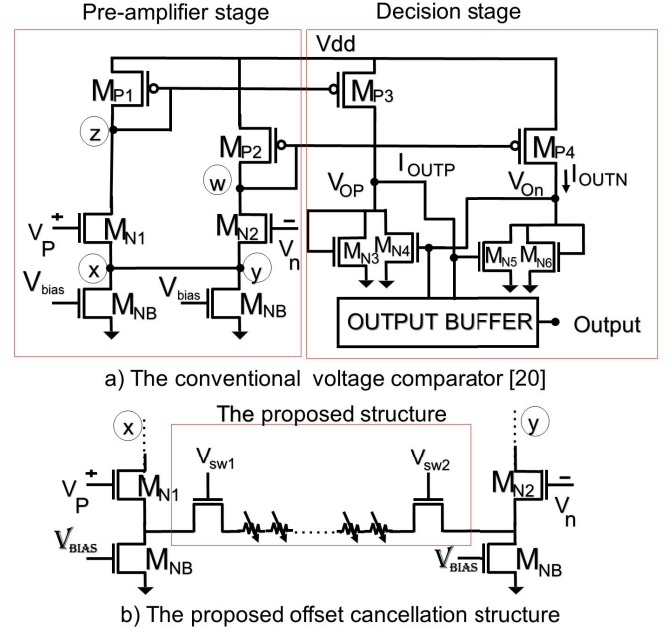 Pre-amplifier stage
Decision stage
Vdd
MP1
MP3
z
MP2
MP4
w
IOUTP
VOP
VOn
IOUTN
+
VP
MN1
MN2
−
Vn
MN3
MN4
MN5
MN6
x
y
Vbias
MNB
Vbias
MNB
OUTPUT BUFFER
Output
a) The conventional voltage comparator [20]
The proposed structure
x
y
Vsw1
Vsw2
+
VP
MN1
MN2
−
Vn
VBIAS
MNB
VBIAS
MNB
b) The proposed offset cancellation structure